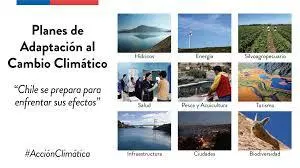 Planes de
Adaptación al
Cambio Climático
“Chile se prepara para
enfrentar sus efectos”
#AcciónClimática
Hídricos
Energía
Silvoagropecuario
Salud
Pesca y Acuicultura
Turismo
Infraestructura
Ciudades
Biodiversidad